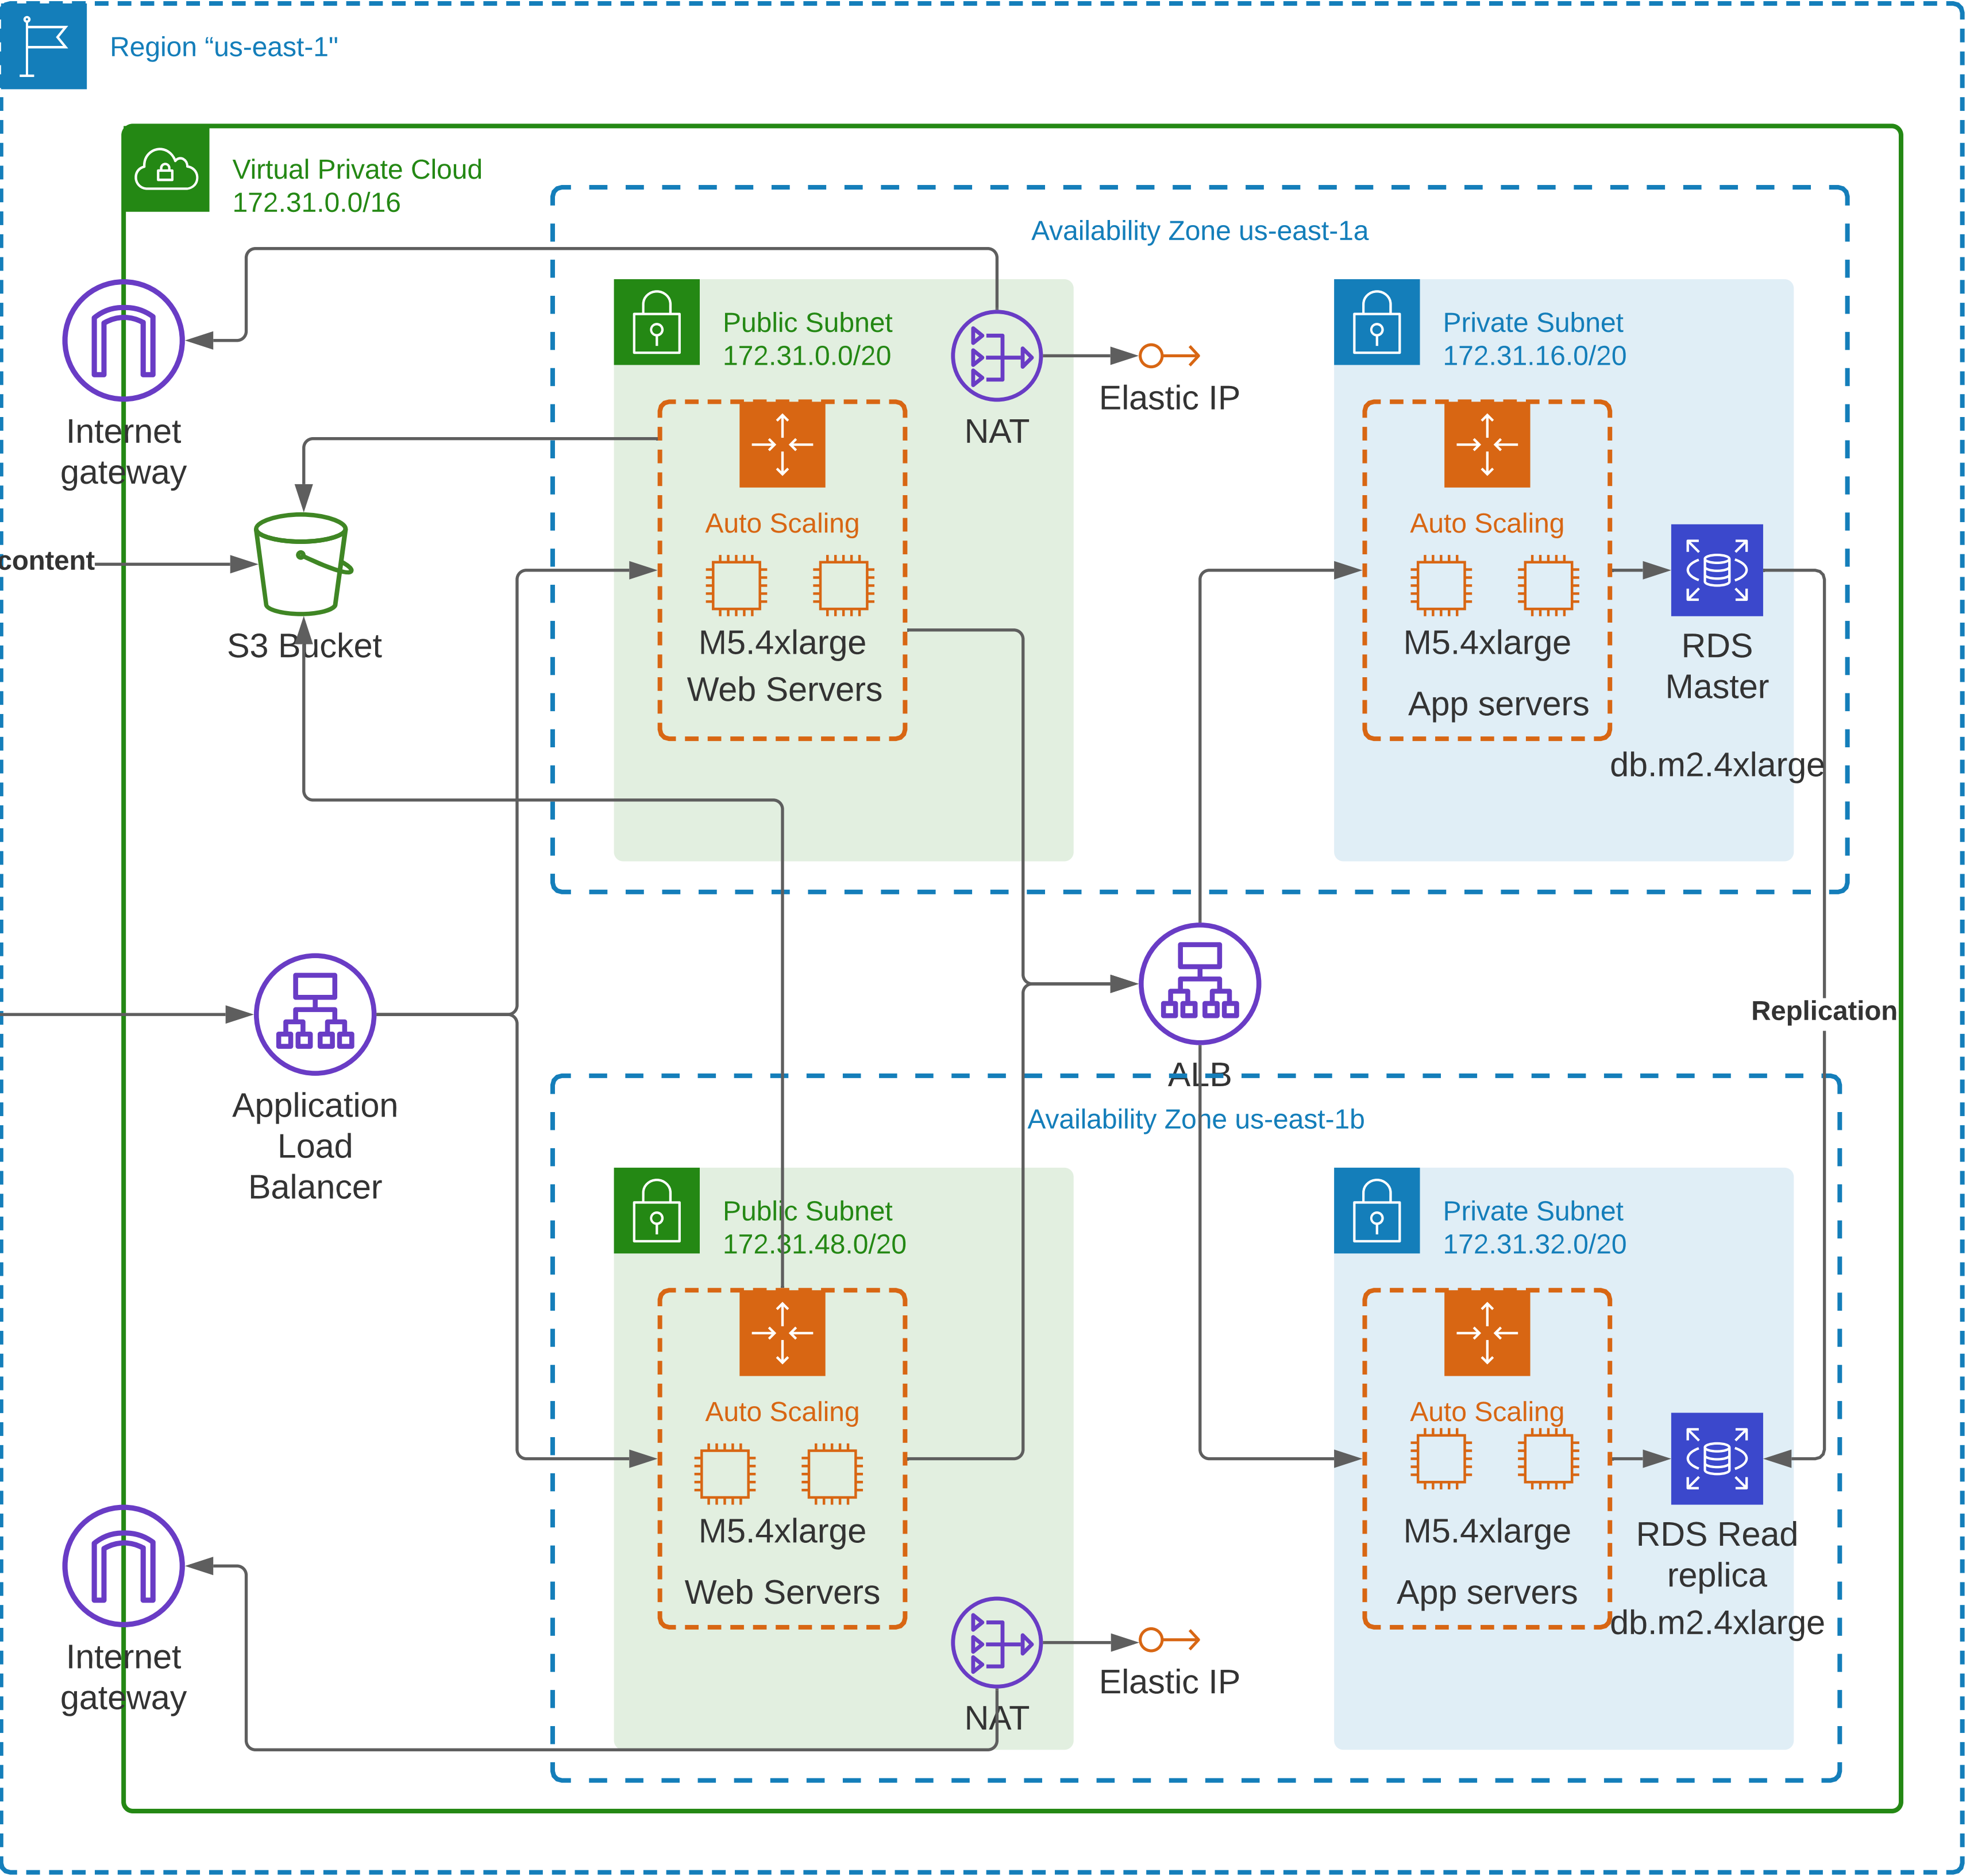 Region “us-east-1"
Virtual Private Cloud
172.31.0.0/16
Availability Zone us-east-1a
Public Subnet
172.31.0.0/20
Private Subnet
172.31.16.0/20
Internet
gateway
NAT
Elastic IP
Auto Scaling
M5.4xlarge
Web Servers
Auto Scaling
M5.4xlarge
App servers
RDS
Master
db.m2.4xlarge
content
S3 Bucket
Application
Load
Balancer
ALB
Replication
Availability Zone us-east-1b
Public Subnet
172.31.48.0/20
Private Subnet
172.31.32.0/20
Auto Scaling
M5.4xlarge
Web Servers
Auto Scaling
M5.4xlarge
App servers
RDS Read
replica
db.m2.4xlarge
Internet
gateway
NAT
Elastic IP